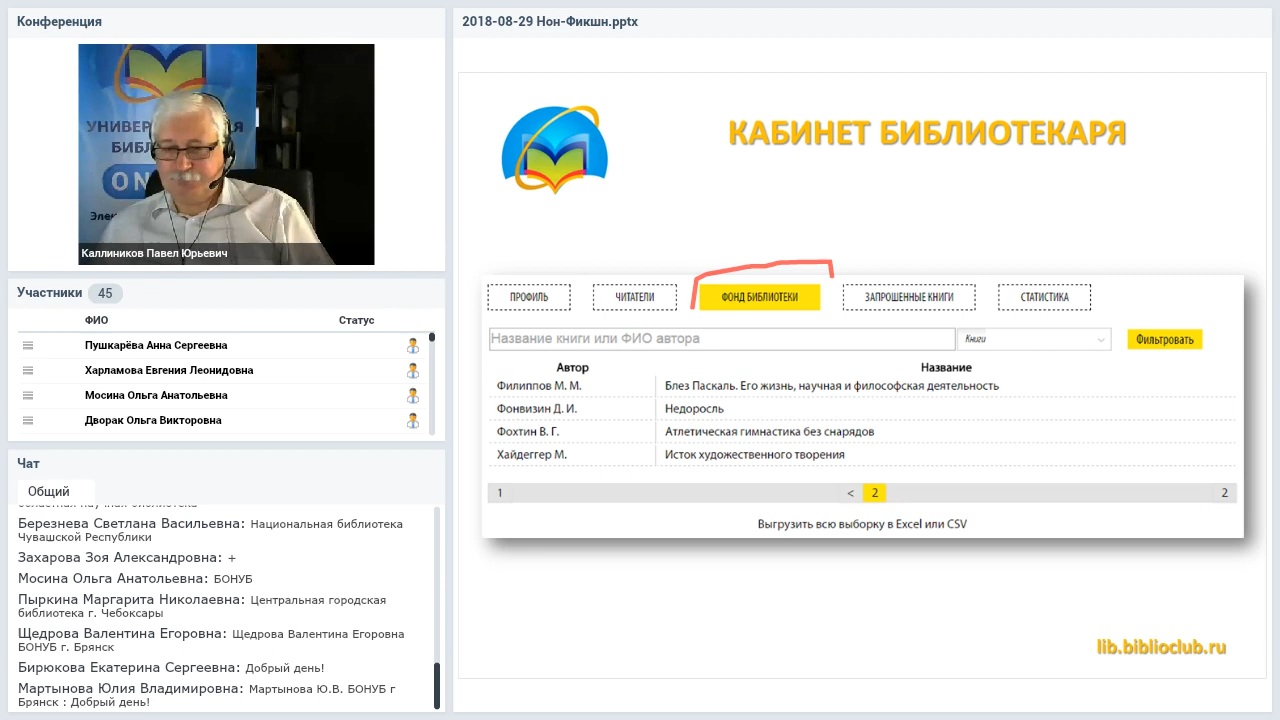 Конференция
УНИВЕР
АЯ
БИБЛ
ON
Элек
Каллиников Павел Юрьевич
Участники 45
ФИО Статус
Пушкарёва Анна Сергеевна
Харламова Евгения Леонидовна
Мосина Ольга Анатольевна
Дворак Ольга Викторовна
Чат
Общий
Березнева Светлана Васильевна: Национальная библиотека
Чувашской Республики
Захарова Зоя Александровна: +
Мосина Ольга Анатольевна: БОНУБ
Пыркина Маргарита Николаевна: Центральная городская
библиотека г. Чебоксары
Щедрова Валентина Егоровна: Щедрова Валентина Егоровна
БОНУБ г. Брянск
Бирюкова Екатерина Сергеевна: Добрый день!
Мартынова Юлия Владимировна: Мартынова Ю.В. БОНУБ г
Брянск : Добрый день!
2018-08-29 Нон-Фикшн.pptx
КАБИНЕТ БИБЛИОТЕКАРЯ
ПРОФИЛЬ ЧИТАТЕЛИ ФОНД БИБЛИОТЕКИ ЗАПРОШЕННЫЕ КНИГИ СТАТИСТИКА
Название книги или ФИО автора Книги Фильтровать
Автор Название
Филиппов М. М. Блез Паскаль. Его жизнь, научная и философская деятельность
Фонвизин Д. И. Недоросль
Фохтин В. Г. Атлетическая гимнастика без снарядов
Хайдеггер М. Исток художественного творения
1 < 2 2
Выгрузить всю выборку в Excel или CSV
lib.biblioclub.ru